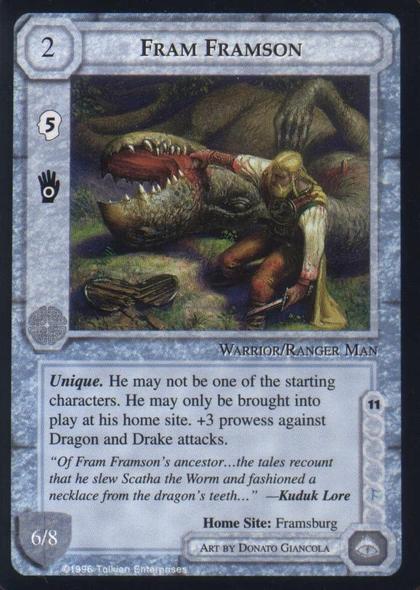 2
FRAM FRAMSON
5
WARRIOR/RANGER MAN
Unique. He may not be one of the starting
characters. He may only be brought into
play at his home site. +3 prowess against
Dragon and Drake attacks.
11
“Of Fram Framson's ancestor…the tales recount
that he slew Scatha the Worm and fashioned a
necklace from the dragon's teeth…” —Kuduk Lore
Home Site: Framsburg
6/8
ART BY DONATO GIANCOLA
©1996 Tolkien Enterprises